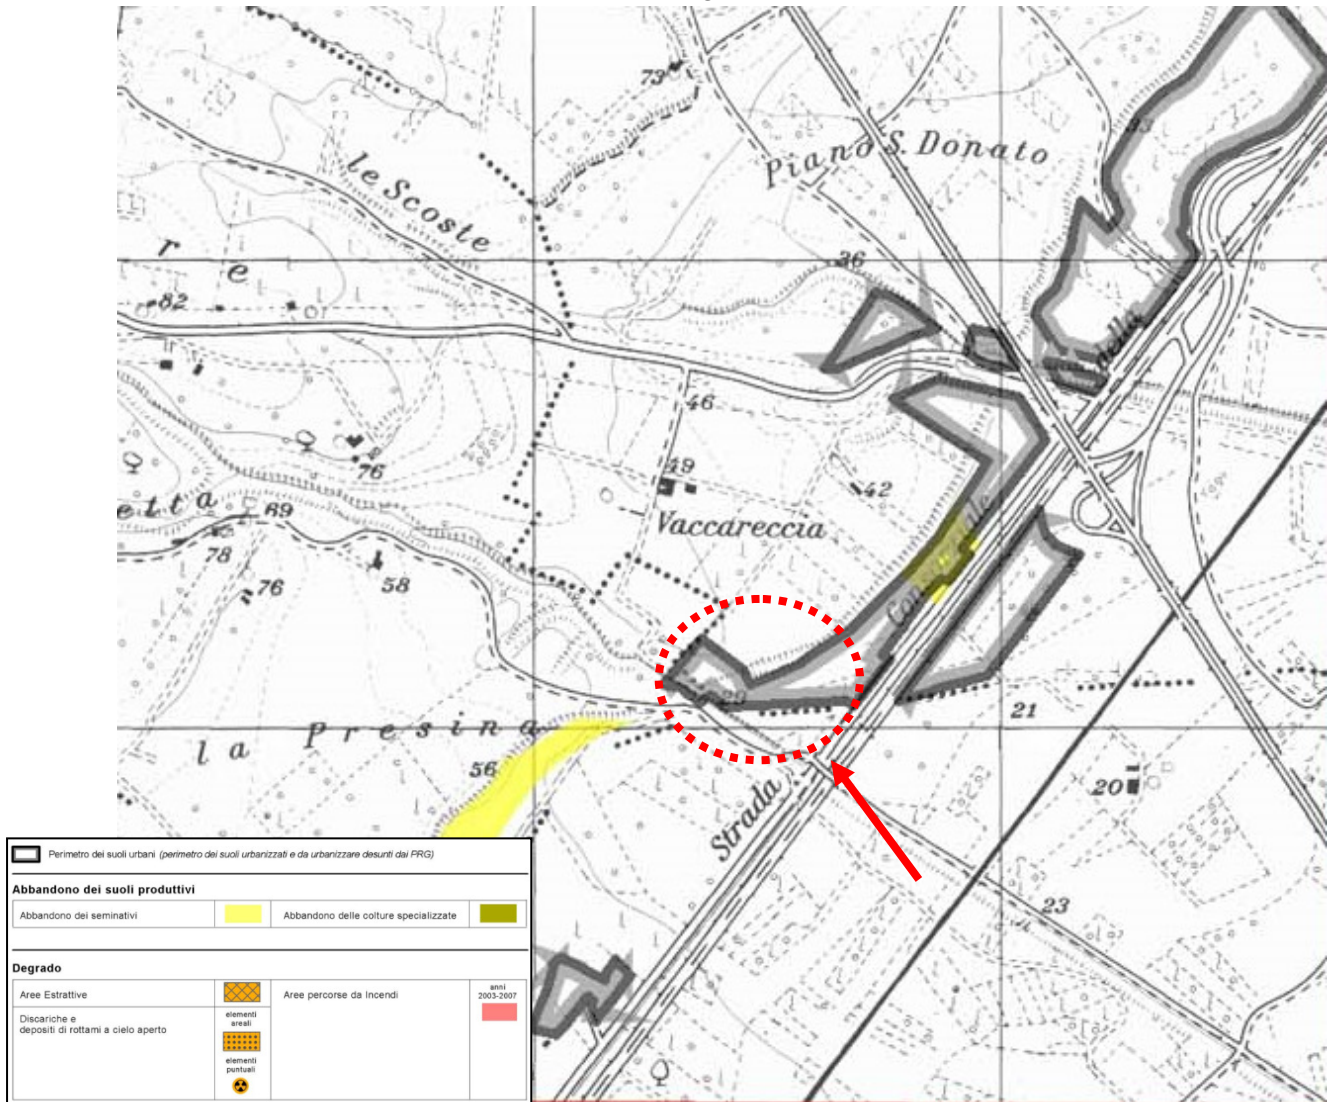 73
Piano S. Donato
le Scoste
36
r e
82
della
46
49
42
76
Vaccareccia
etta
69
78
76
58
la Presina
21
56
20
Strada
23
Perimetro dei suoli urbani (perimetro dei suoli urbanizzati e da urbanizzare desunti dai PRG)
Abbandono dei suoli produttivi
Abbandono dei seminativi
Abbandono delle colture specializzate
Degrado
Aree Estrattive
Aree percorse da Incendi
anni
2003-2007
Discariche e
depositi di rottami a cielo aperto
elementi
areali
elementi
puntuali